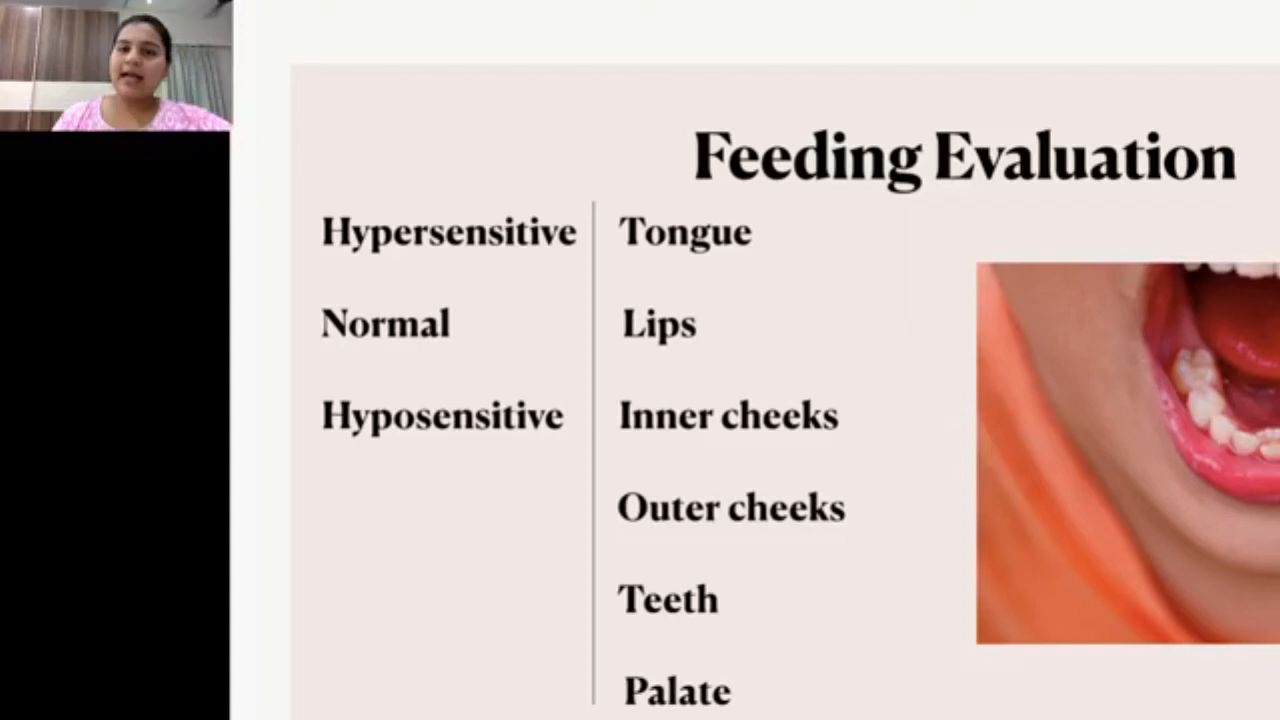 Feeding Evaluation
Hypersensitive
Normal
Hyposensitive
Tongue
Lips
Inner cheeks
Outer cheeks
Teeth
Palate